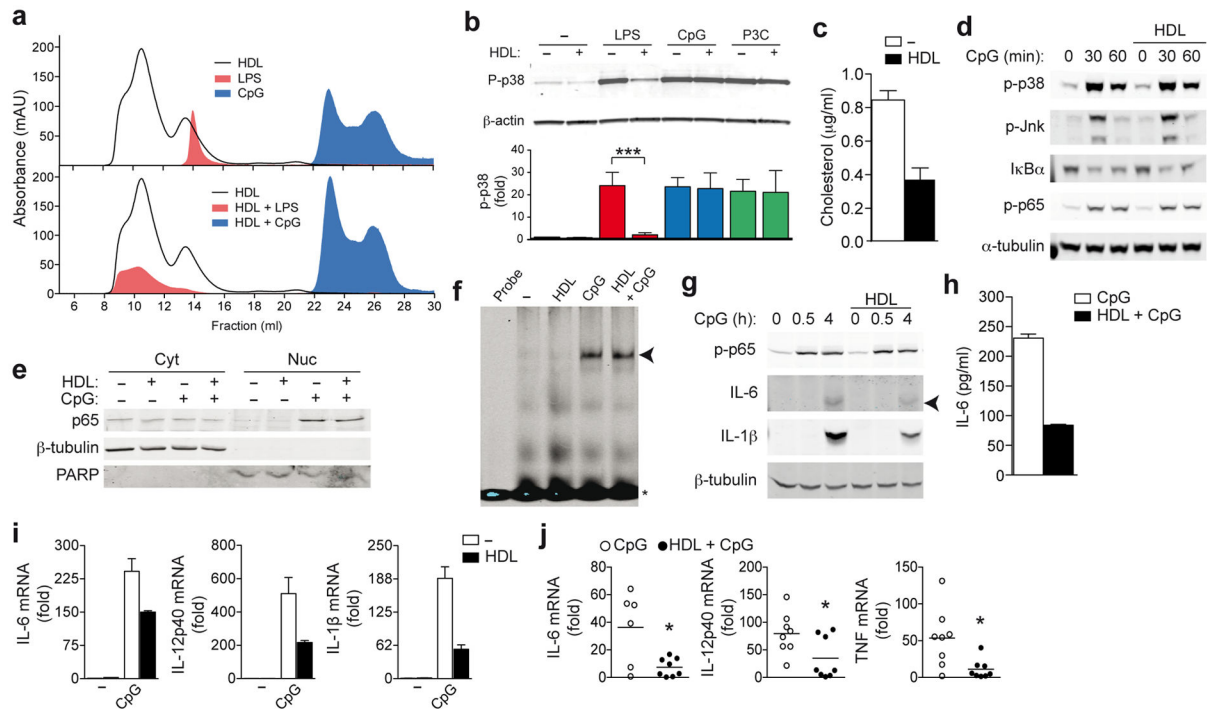 a
Absorbance (mAU)
200
150
100
50
0
HDL
LPS
CpG
200
150
100
50
0
HDL
HDL + LPS
HDL + CpG
6 8 10 12 14 16 18 20 22 24 26 28 30
Fraction (ml)
b
– LPS CpG P3C
HDL: – + – + – + – +
P-p38
β-actin
p-p38
(fold)
40
30
20
10
0
***
c
–
HDL
Cholesterol (μg/ml)
1.0
0.8
0.6
0.4
0.2
0.0
d
HDL
CpG (min): 0 30 60 0 30 60
p-p38
p-Jnk
IκBα
p-p65
α-tubulin
e
Cyt Nuc
HDL: – + – + – + – +
CpG: – – + + – – + +
p65
β-tubulin
PARP
f
Probe
–
HDL
CpG
HDL
+ CpG
*
g
HDL
CpG (h): 0 0.5 4 0 0.5 4
p-p65
IL-6
IL-1β
β-tubulin
h
CpG
HDL + CpG
IL-6 (pg/ml)
300
250
200
150
100
50
0
i
IL-6 mRNA
(fold)
300
225
150
75
0
– CpG
IL-12p40 mRNA
(fold)
800
600
400
200
0
– CpG
IL-1β mRNA
(fold)
250
188
125
63
0
– CpG
–
HDL
j
CpG HDL + CpG
IL-6 mRNA
(fold)
80
60
40
20
0
*
IL-12p40 mRNA
(fold)
200
150
100
50
0
*
TNF mRNA
(fold)
150
100
50
0
*